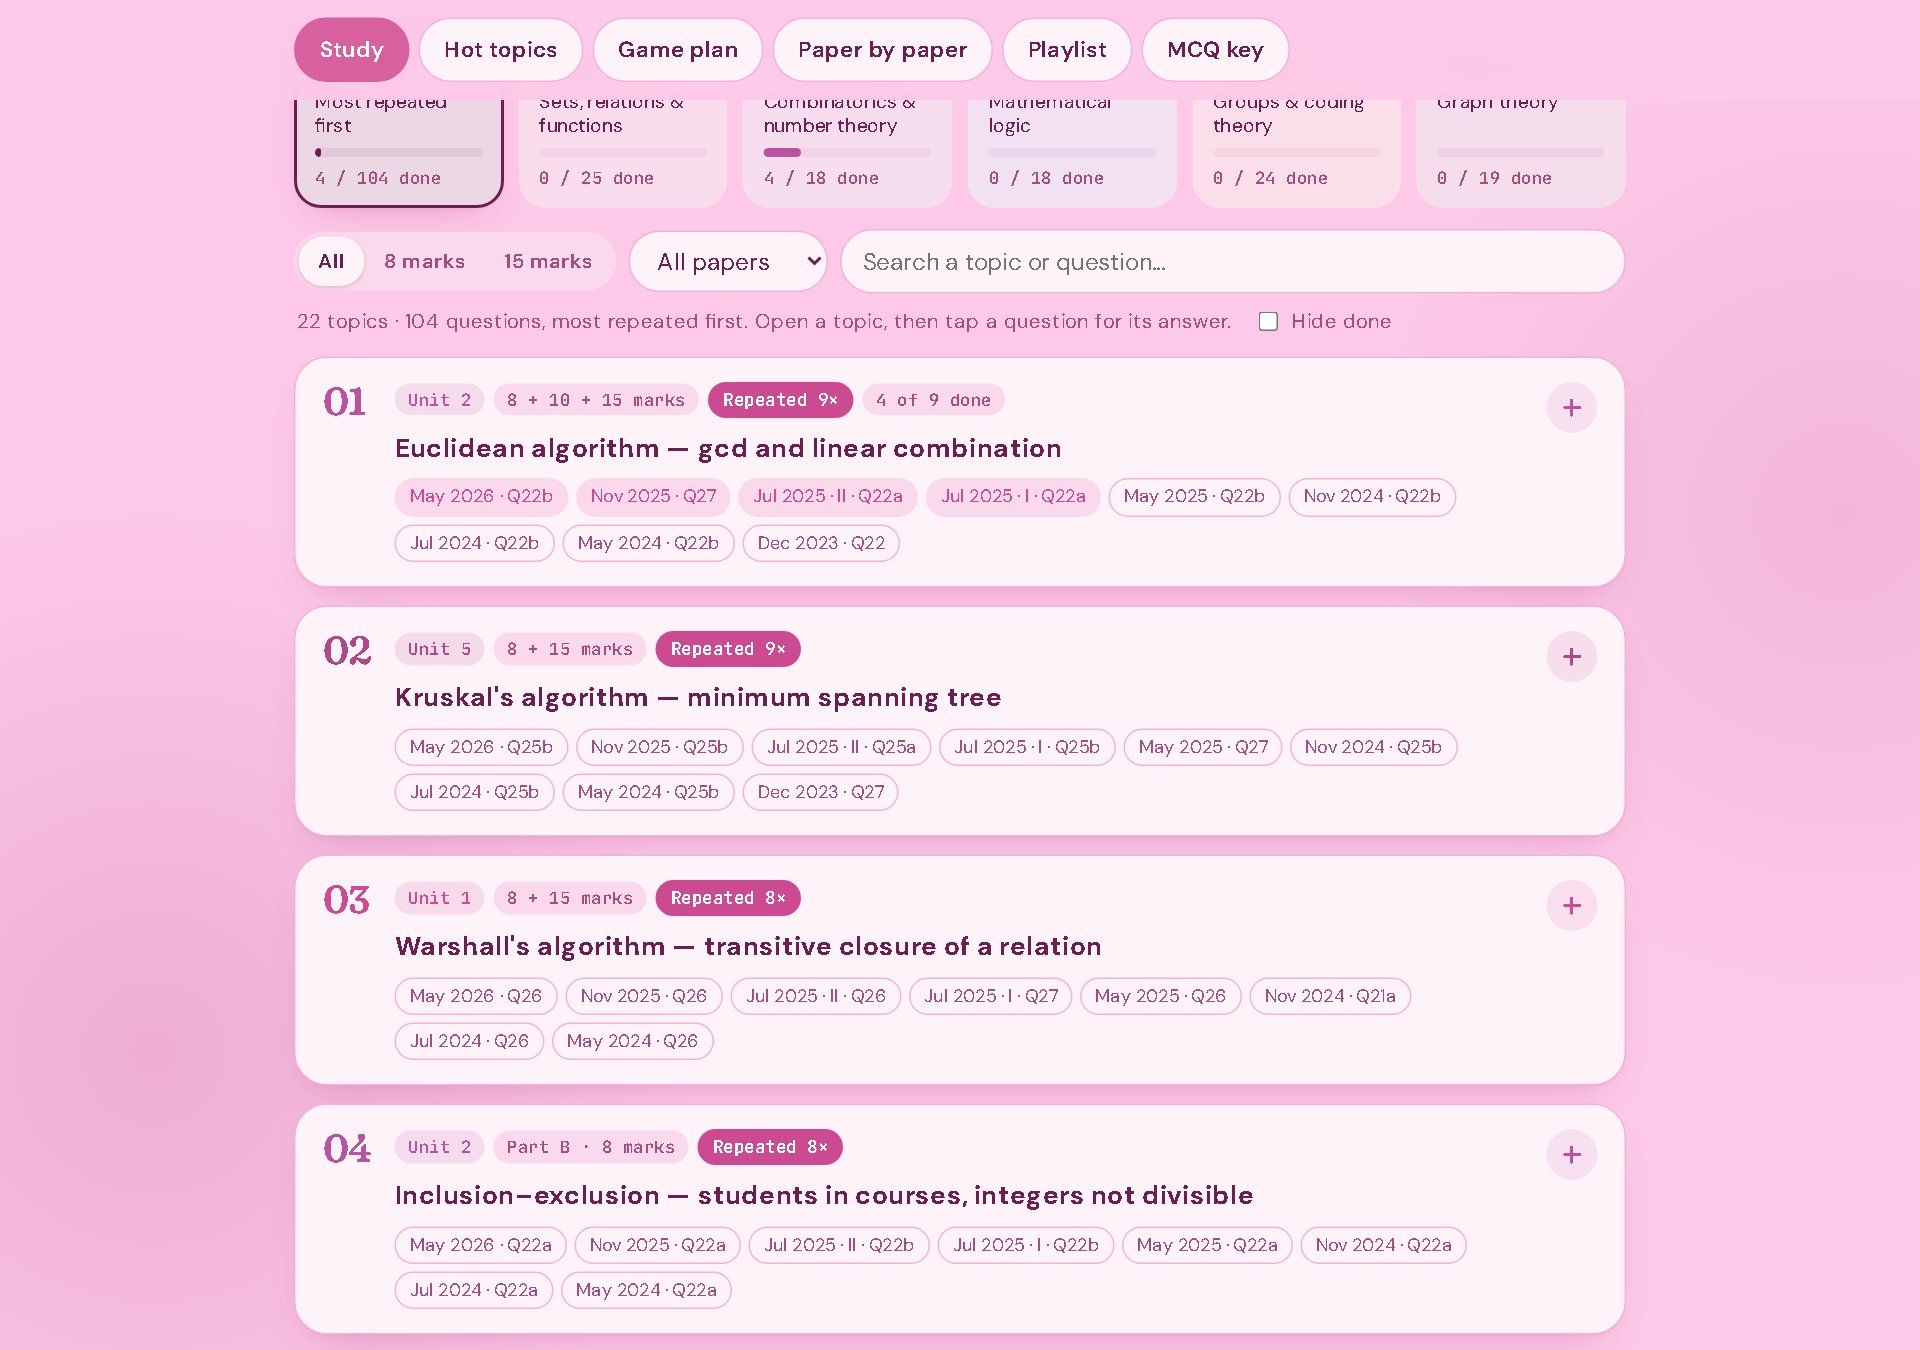 Study Hot topics Game plan Paper by paper Playlist MCQ key
Most repeated first
4 / 104 done
Sets, relations & functions
0 / 25 done
Combinatorics & number theory
4 / 18 done
Mathematical logic
0 / 18 done
Groups & coding theory
0 / 24 done
Graph theory
0 / 19 done
All 8 marks 15 marks All papers Search a topic or question...
22 topics · 104 questions, most repeated first. Open a topic, then tap a question for its answer. Hide done
01 Unit 2 8 + 10 + 15 marks Repeated 9× 4 of 9 done +
Euclidean algorithm — gcd and linear combination
May 2026 · Q22b Nov 2025 · Q27 Jul 2025 · II · Q22a Jul 2025 · I · Q22a May 2025 · Q22b Nov 2024 · Q22b
Jul 2024 · Q22b May 2024 · Q22b Dec 2023 · Q22
02 Unit 5 8 + 15 marks Repeated 9× +
Kruskal's algorithm — minimum spanning tree
May 2026 · Q25b Nov 2025 · Q25b Jul 2025 · II · Q25a Jul 2025 · I · Q25b May 2025 · Q27 Nov 2024 · Q25b
Jul 2024 · Q25b May 2024 · Q25b Dec 2023 · Q27
03 Unit 1 8 + 15 marks Repeated 8× +
Warshall's algorithm — transitive closure of a relation
May 2026 · Q26 Nov 2025 · Q26 Jul 2025 · II · Q26 Jul 2025 · I · Q27 May 2025 · Q26 Nov 2024 · Q21a
Jul 2024 · Q26 May 2024 · Q26
04 Unit 2 Part B · 8 marks Repeated 8× +
Inclusion–exclusion — students in courses, integers not divisible
May 2026 · Q22a Nov 2025 · Q22a Jul 2025 · II · Q22b Jul 2025 · I · Q22b May 2025 · Q22a Nov 2024 · Q22a
Jul 2024 · Q22a May 2024 · Q22a